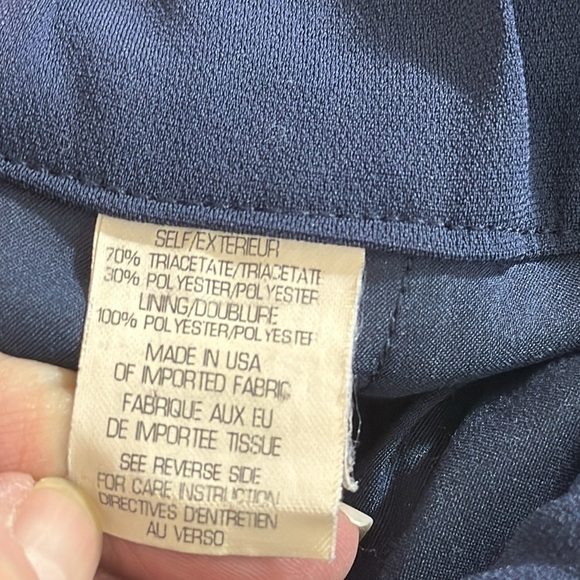 SELF/EXTERIEUR
70% TRIACETATE/TRIACETATE
30% POLYESTER/POLYESTER
LINING/DOUBLURE
100% POLYESTER/POLYESTER
MADE IN USA
OF IMPORTED FABRIC
FABRIQUE AUX EU
DE IMPORTEE TISSUE
SEE REVERSE SIDE
FOR CARE INSTRUCTION
DIRECTIVES D'ENTRETIEN
AU VERSO